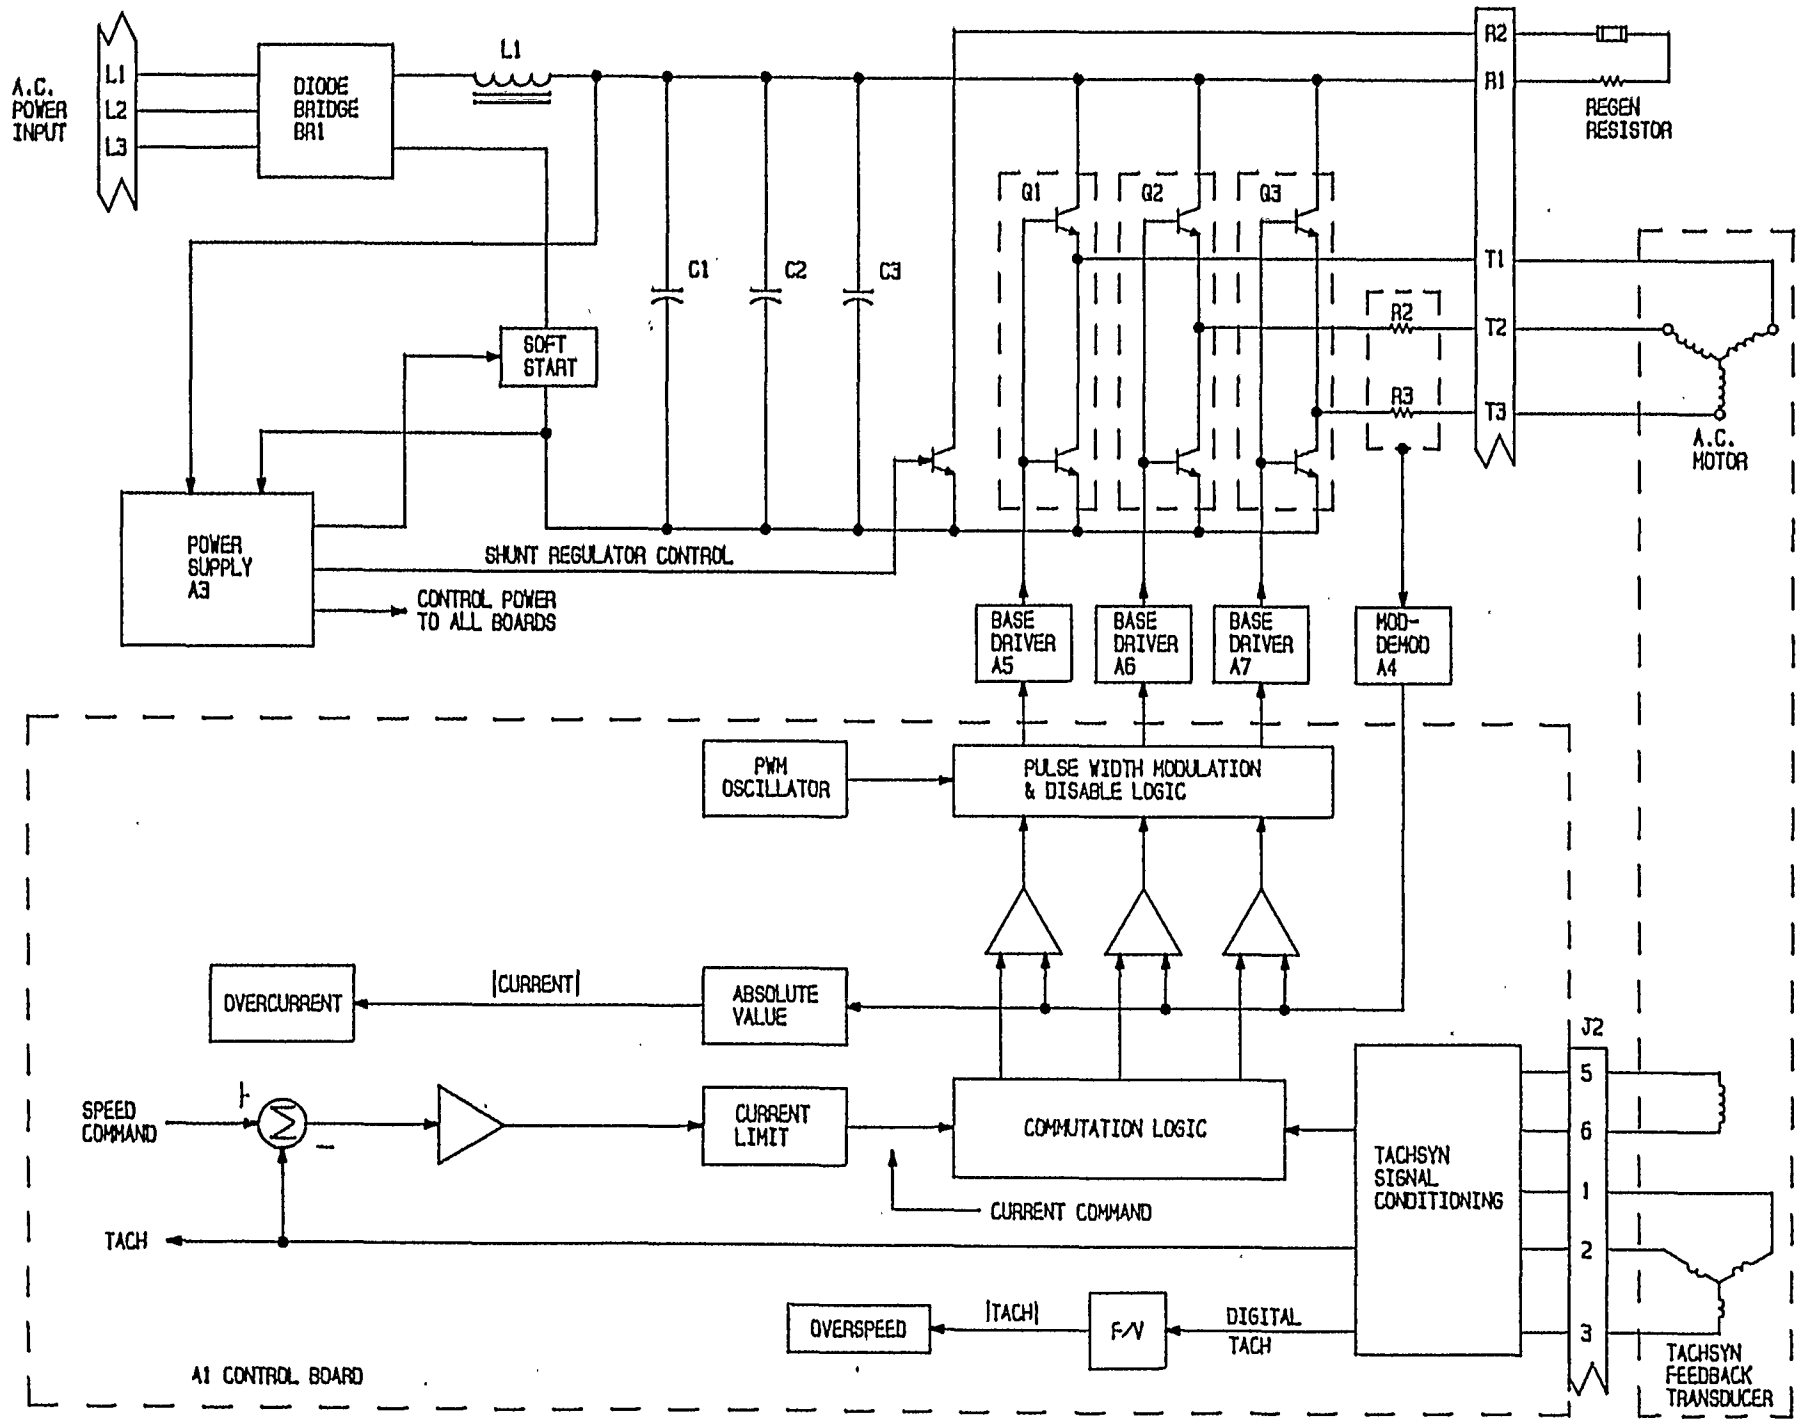 L1
R2
A.C.
POWER
INPUT
L1
L2
L3
DIODE
BRIDGE
BR1
R1
REGEN
RESISTOR
Q1
Q2
Q3
C1
C2
C3
T1
R2
T2
SOFT
START
R3
T3
A.C.
MOTOR
POWER
SUPPLY
A3
SHUNT REGULATOR CONTROL
CONTROL POWER
TO ALL BOARDS
BASE
DRIVER
A5
BASE
DRIVER
A6
BASE
DRIVER
A7
MOD-
DEMOD
A4
PWM
OSCILLATOR
PULSE WIDTH MODULATION
& DISABLE LOGIC
OVERCURRENT
|CURRENT|
ABSOLUTE
VALUE
J2
5
6
1
2
3
SPEED
COMMAND
+
Σ
−
CURRENT
LIMIT
COMMUTATION LOGIC
TACHSYN
SIGNAL
CONDITIONING
CURRENT COMMAND
TACH
OVERSPEED
|TACH|
F/V
DIGITAL
TACH
A1 CONTROL BOARD
TACHSYN
FEEDBACK
TRANSDUCER